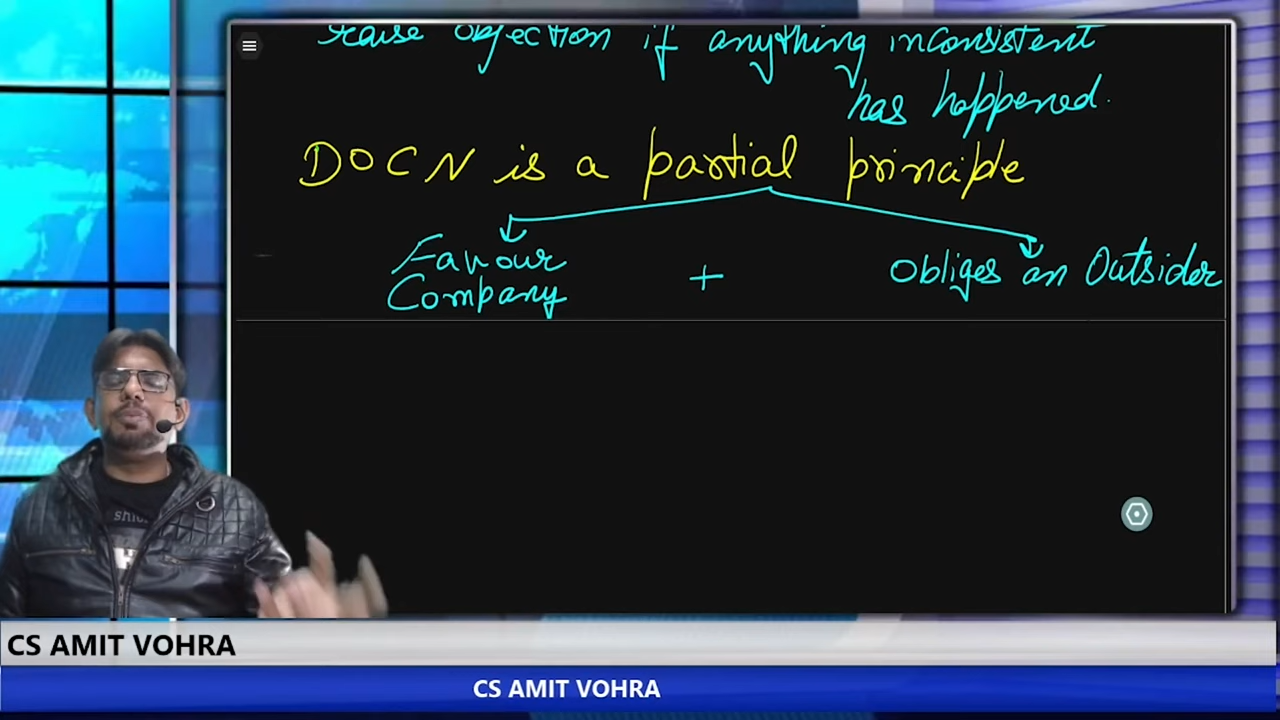 raise objection if anything inconsistent
has happened.
DOCN is a partial principle
Favour
Company
+
Obliges an Outsider
CS AMIT VOHRA
CS AMIT VOHRA